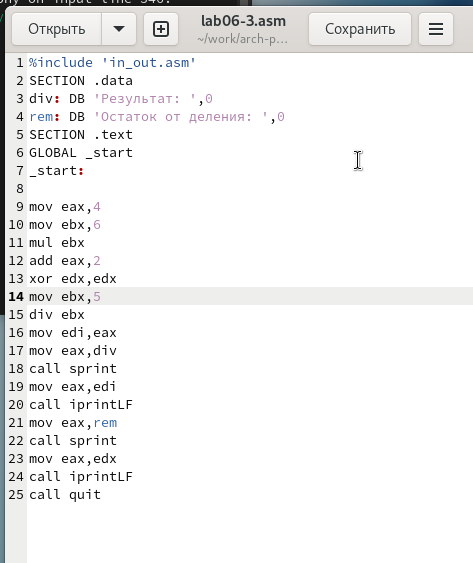 Открыть
lab06-3.asm
~/work/arch-p...
Сохранить
1 %include 'in_out.asm'
2 SECTION .data
3 div: DB 'Результат: ',0
4 rem: DB 'Остаток от деления: ',0
5 SECTION .text
6 GLOBAL _start
7 _start:
8
9 mov eax,4
10 mov ebx,6
11 mul ebx
12 add eax,2
13 xor edx,edx
14 mov ebx,5
15 div ebx
16 mov edi,eax
17 mov eax,div
18 call sprint
19 mov eax,edi
20 call iprintLF
21 mov eax,rem
22 call sprint
23 mov eax,edx
24 call iprintLF
25 call quit